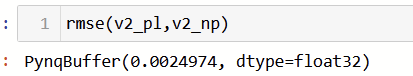 : 1 rmse(v2_pl,v2_np)
: PynqBuffer(0.0024974, dtype=float32)